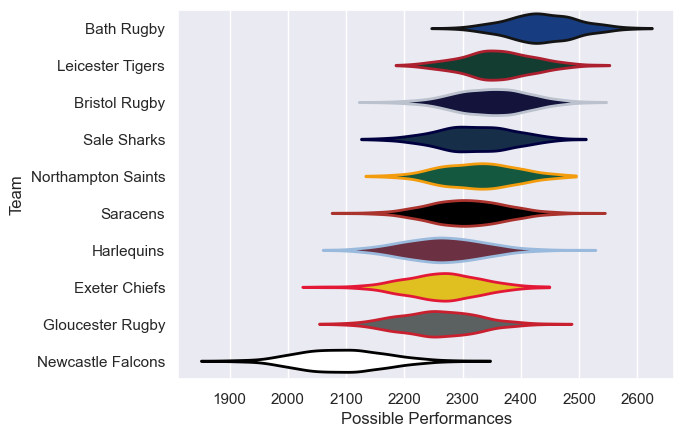 Bath Rugby
Leicester Tigers
Bristol Rugby
Sale Sharks
Northampton Saints
Saracens
Harlequins
Exeter Chiefs
Gloucester Rugby
Newcastle Falcons
Team
1900 2000 2100 2200 2300 2400 2500 2600
Possible Performances